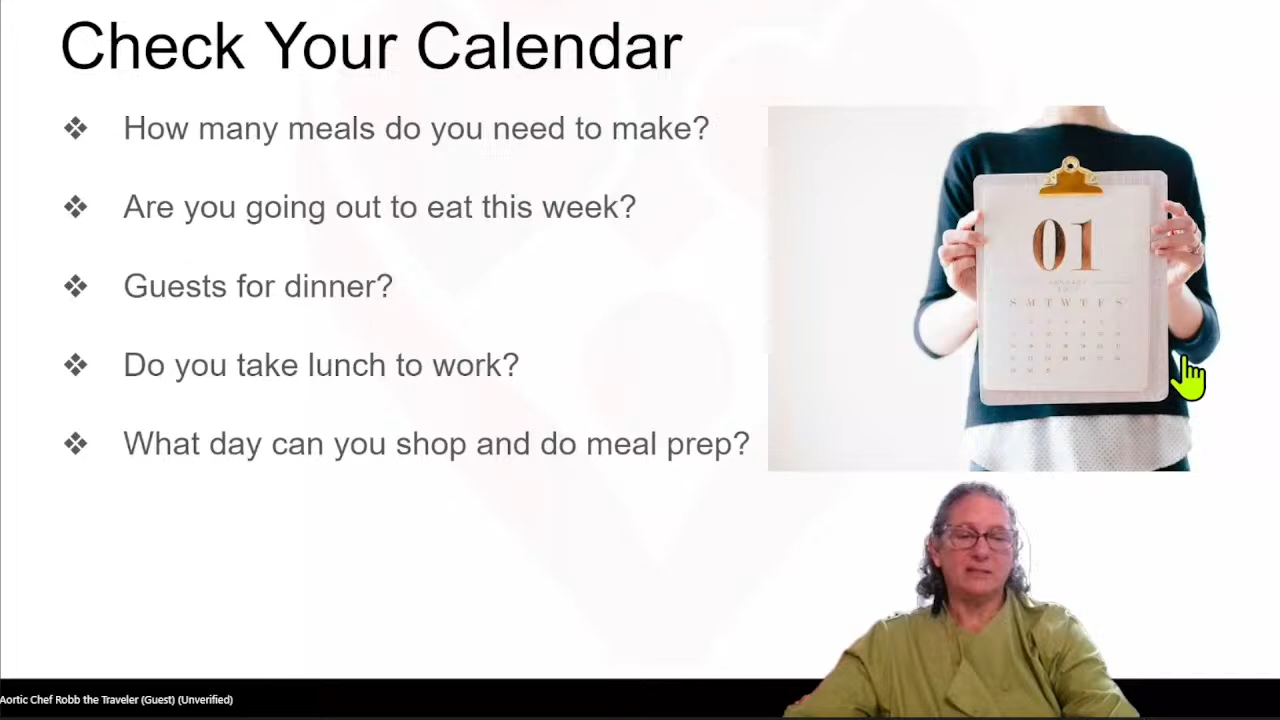 Check Your Calendar
❖ How many meals do you need to make?
❖ Are you going out to eat this week?
❖ Guests for dinner?
❖ Do you take lunch to work?
❖ What day can you shop and do meal prep?
01
S M T W T F S
Aortic Chef Robb the Traveler (Guest) (Unverified)